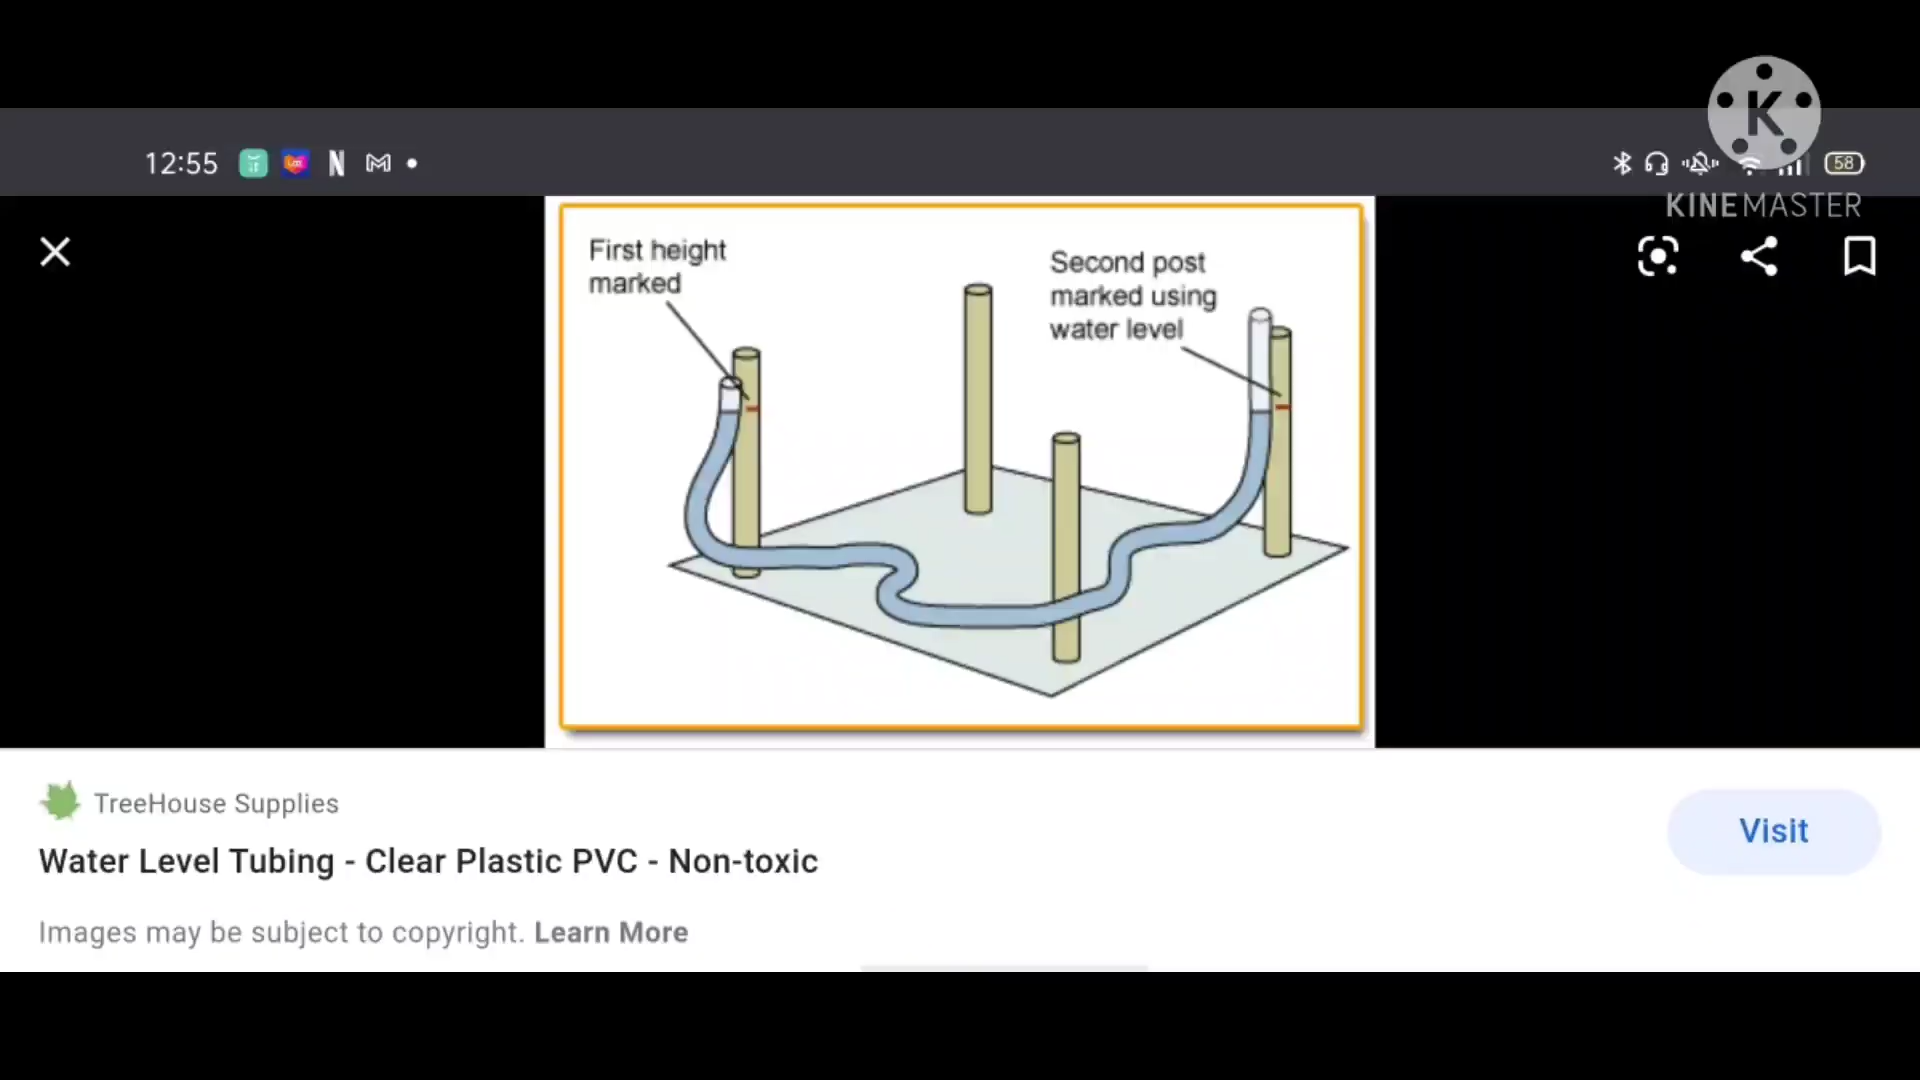 12:55
58
K
KINEMASTER
First height
marked
Second post
marked using
water level
TreeHouse Supplies
Water Level Tubing - Clear Plastic PVC - Non-toxic
Visit
Images may be subject to copyright. Learn More